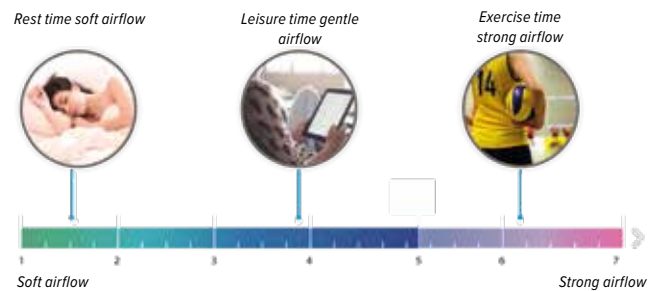 Rest time soft airflow
Leisure time gentle
airflow
Exercise time
strong airflow
14
1 2 3 4 5 6 7
Soft airflow
Strong airflow